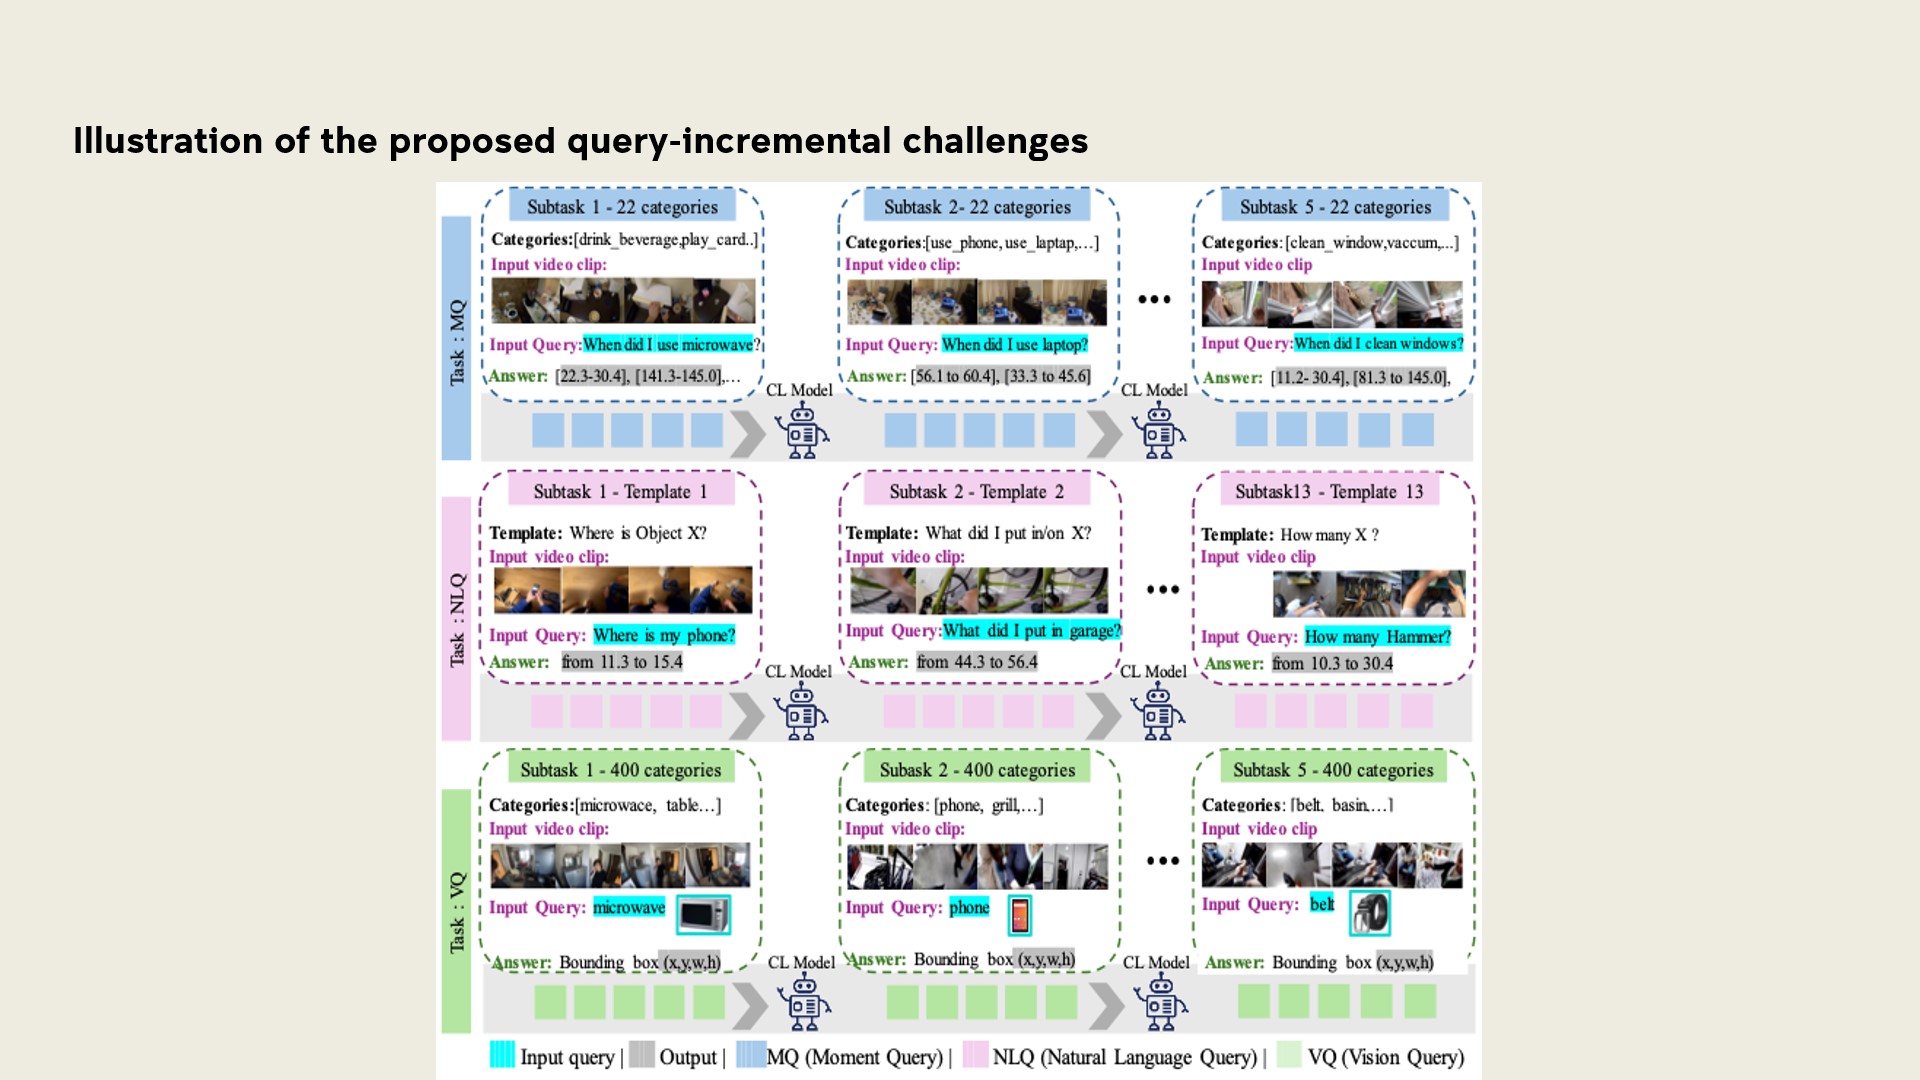 Illustration of the proposed query-incremental challenges
Task : MQ
Subtask 1 - 22 categories
Categories:[drink_beverage,play_card..]
Input video clip:
Input Query:When did I use microwave?
Answer: [22.3-30.4], [141.3-145.0],...
CL Model
Subtask 2- 22 categories
Categories:[use_phone, use_laptap,...]
Input video clip:
Input Query: When did I use laptop?
Answer: [56.1 to 60.4], [33.3 to 45.6]
...
CL Model
Subtask 5 - 22 categories
Categories: [clean_window,vaccum,...]
Input video clip
Input Query:When did I clean windows?
Answer: [11.2- 30.4], [81.3 to 145.0],
Task : NLQ
Subtask 1 - Template 1
Template: Where is Object X?
Input video clip:
Input Query: Where is my phone?
Answer: from 11.3 to 15.4
CL Model
Subtask 2 - Template 2
Template: What did I put in/on X?
Input video clip:
Input Query:What did I put in garage?
Answer: from 44.3 to 56.4
...
CL Model
Subtask13 - Template 13
Template: How many X ?
Input video clip
Input Query: How many Hammer?
Answer: from 10.3 to 30.4
Task : VQ
Subtask 1 - 400 categories
Categories:[microwace, table...]
Input video clip:
Input Query: microwave
Answer: Bounding box (x,y,w,h)
CL Model
Subask 2 - 400 categories
Categories: [phone, grill,...]
Input video clip:
Input Query: phone
Answer: Bounding box (x,y,w,h)
...
CL Model
Subtask 5 - 400 categories
Categories: [belt, basin,...]
Input video clip
Input Query: belt
Answer: Bounding box (x,y,w,h)
Input query | Output | MQ (Moment Query) | NLQ (Natural Language Query) | VQ (Vision Query)